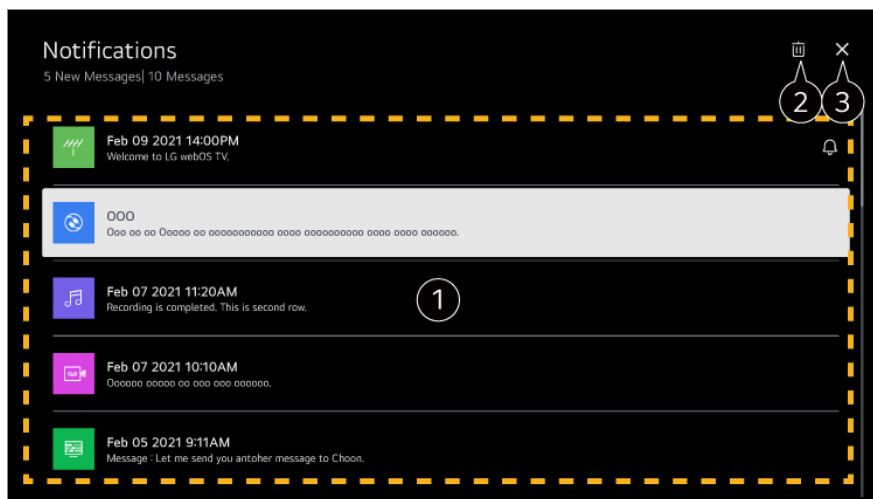 Notifications
5 New Messages| 10 Messages
2 3
Feb 09 2021 14:00PM
Welcome to LG webOS TV.
OOO
Ooo oo oo Ooooo oo ooooooooooo oooo oooooooooo oooo oooo oooooo.
Feb 07 2021 11:20AM
Recording is completed. This is second row.
1
Feb 07 2021 10:10AM
Oooooo ooooo oo ooo ooo oooooo.
Feb 05 2021 9:11AM
Message : Let me send you antoher message to Choon.